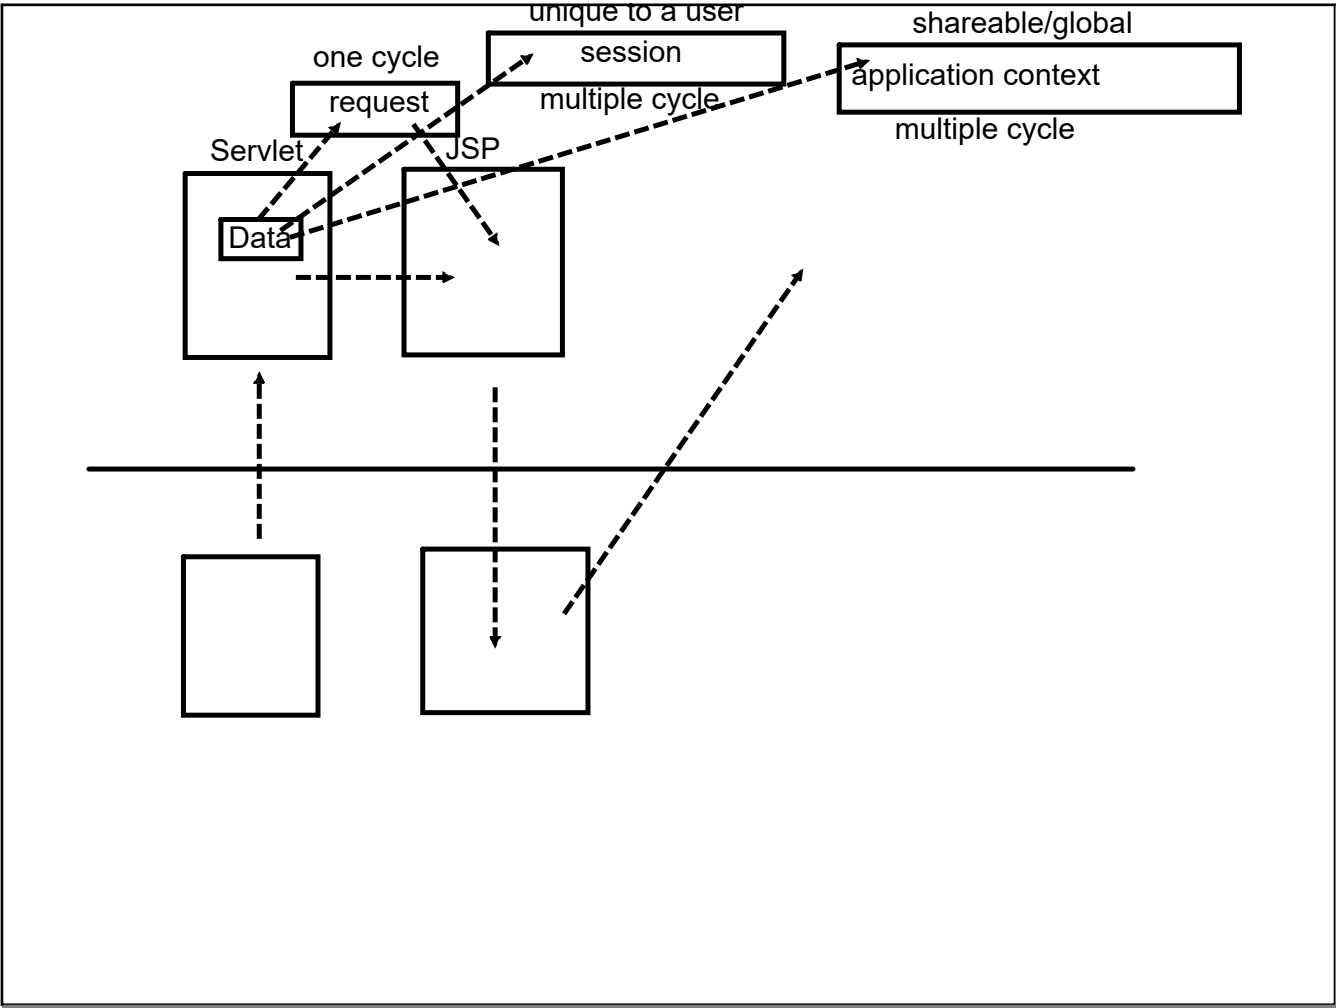 unique to a user
shareable/global
one cycle
session
application context
request
multiple cycle
multiple cycle
Servlet
JSP
Data